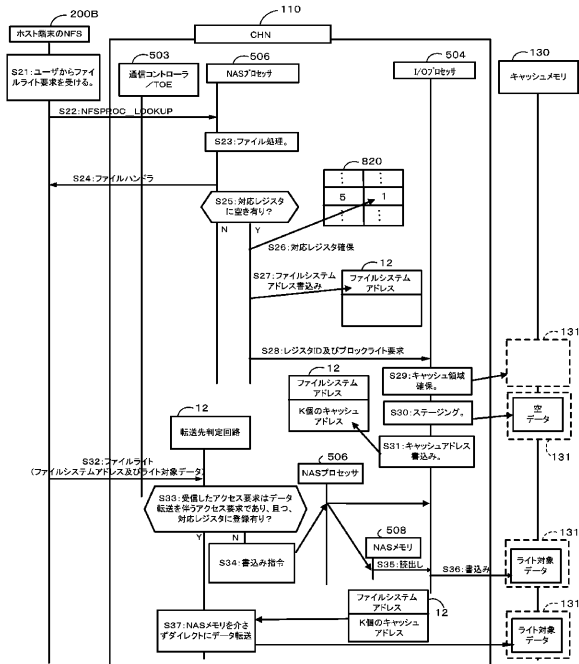 200B
110
ホスト端末のNFS
CHN
503
506
504
130
S21:ユーザからファイ
ルライト要求を受ける。
通信コントローラ
/TOE
NASプロセッサ
I/Oプロセッサ
キャッシュメモリ
S22:NFSPROC_LOOKUP
S23:ファイル処理。
S24:ファイルハンドラ
820
S25:対応レジスタ
に空き有り?
⋮ ⋮
5 1
⋮ ⋮
N Y
S26:対応レジスタ確保
12
S27:ファイルシステム
アドレス書込み
ファイルシステム
アドレス
S28:レジスタID及びブロックライト要求
131
12
S29:キャッシュ領域
確保。
ファイルシステム
アドレス
K個のキャッシュ
アドレス
S30:ステージング。
空
データ
12
転送先判定回路
S31:キャッシュアドレス
書込み。
131
S32:ファイルライト
(ファイルシステムアドレス及びライト対象データ)
506
NASプロセッサ
S33:受信したアクセス要求はデータ
転送を伴うアクセス要求であり、且つ、
対応レジスタに登録有り?
Y N
508
NASメモリ
131
S34:書込み指令
S35:読出し
S36:書込み
ライト対象
データ
ファイルシステム
アドレス
K個のキャッシュ
アドレス
12
131
S37:NASメモリを介さ
ずダイレクトにデータ転送
ライト対象
データ